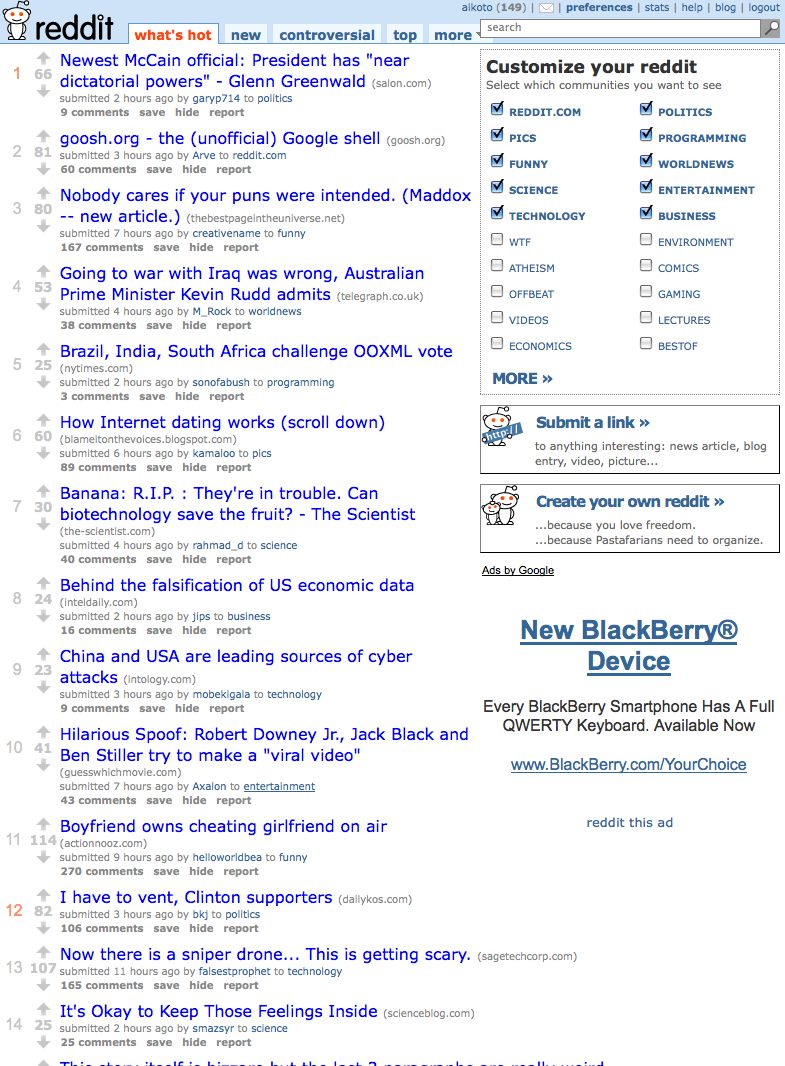 alkoto (149) | | preferences | stats | help | blog | logout
reddit what's hot new controversial top more search
1 66 Newest McCain official: President has "near
dictatorial powers" - Glenn Greenwald (salon.com)
submitted 2 hours ago by garyp714 to politics
9 comments save hide report
2 81 goosh.org - the (unofficial) Google shell (goosh.org)
submitted 3 hours ago by Arve to reddit.com
60 comments save hide report
3 80 Nobody cares if your puns were intended. (Maddox
-- new article.) (thebestpageintheuniverse.net)
submitted 7 hours ago by creativename to funny
167 comments save hide report
4 53 Going to war with Iraq was wrong, Australian
Prime Minister Kevin Rudd admits (telegraph.co.uk)
submitted 4 hours ago by M_Rock to worldnews
38 comments save hide report
5 25 Brazil, India, South Africa challenge OOXML vote
(nytimes.com)
submitted 2 hours ago by sonofabush to programming
3 comments save hide report
6 60 How Internet dating works (scroll down)
(blameitonthevoices.blogspot.com)
submitted 6 hours ago by kamaloo to pics
89 comments save hide report
7 30 Banana: R.I.P. : They're in trouble. Can
biotechnology save the fruit? - The Scientist
(the-scientist.com)
submitted 4 hours ago by rahmad_d to science
40 comments save hide report
8 24 Behind the falsification of US economic data
(inteldaily.com)
submitted 2 hours ago by jips to business
16 comments save hide report
9 23 China and USA are leading sources of cyber
attacks (intology.com)
submitted 3 hours ago by mobekigala to technology
9 comments save hide report
10 41 Hilarious Spoof: Robert Downey Jr., Jack Black and
Ben Stiller try to make a "viral video"
(guesswhichmovie.com)
submitted 7 hours ago by Axalon to entertainment
43 comments save hide report
11 114 Boyfriend owns cheating girlfriend on air
(actionnooz.com)
submitted 9 hours ago by helloworldbea to funny
270 comments save hide report
12 82 I have to vent, Clinton supporters (dailykos.com)
submitted 3 hours ago by bkj to politics
106 comments save hide report
13 107 Now there is a sniper drone... This is getting scary. (sagetechcorp.com)
submitted 11 hours ago by falsestprophet to technology
165 comments save hide report
14 25 It's Okay to Keep Those Feelings Inside (scienceblog.com)
submitted 2 hours ago by smazsyr to science
25 comments save hide report
This story itself is bizzare but the last 3 paragraphs are really weird
Customize your reddit
Select which communities you want to see
REDDIT.COM POLITICS
PICS PROGRAMMING
FUNNY WORLDNEWS
SCIENCE ENTERTAINMENT
TECHNOLOGY BUSINESS
WTF ENVIRONMENT
ATHEISM COMICS
OFFBEAT GAMING
VIDEOS LECTURES
ECONOMICS BESTOF
MORE »
http://
Submit a link »
to anything interesting: news article, blog
entry, video, picture...
Create your own reddit »
...because you love freedom.
...because Pastafarians need to organize.
Ads by Google
New BlackBerry®
Device
Every BlackBerry Smartphone Has A Full
QWERTY Keyboard. Available Now
www.BlackBerry.com/YourChoice
reddit this ad